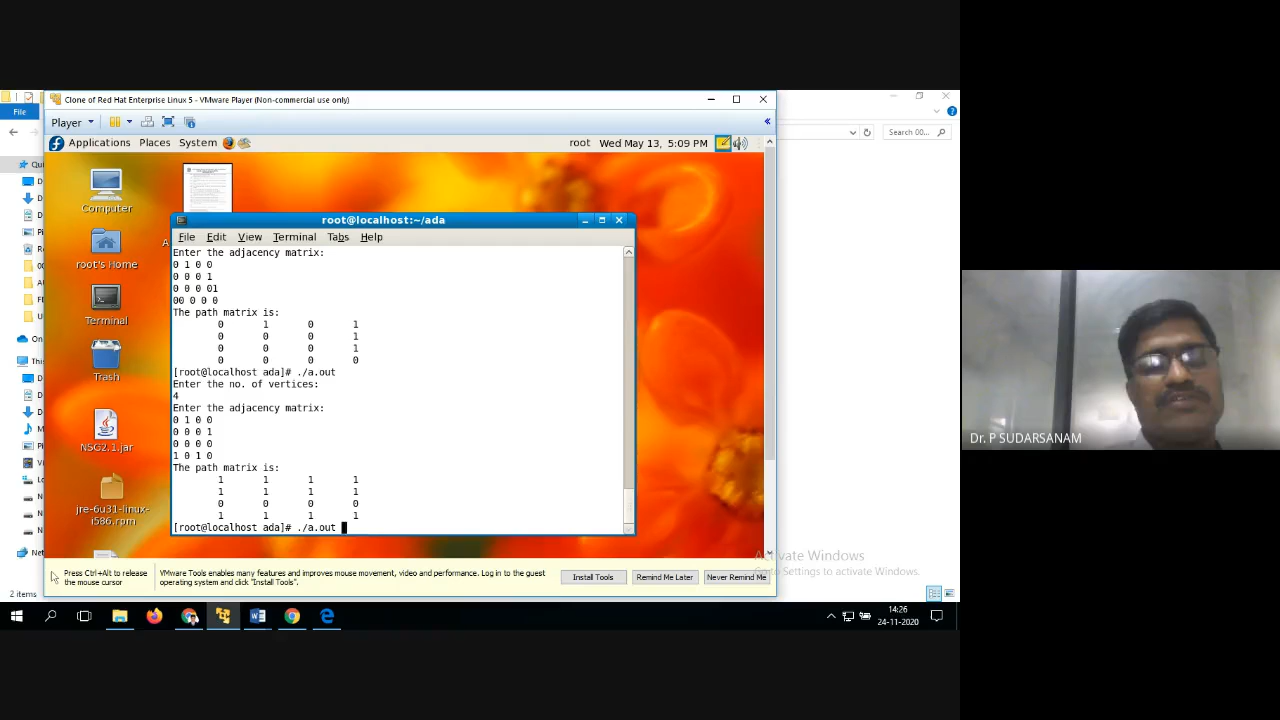 Clone of Red Hat Enterprise Linux 5 - VMware Player (Non-commercial use only)
File
Player
Search 00...
Applications Places System
root Wed May 13, 5:09 PM
Computer
root's Home
Terminal
Trash
NSG2.1.jar
jre-6u31-linux-
i586.rpm
root@localhost:~/ada
File Edit View Terminal Tabs Help
Enter the adjacency matrix:
0 1 0 0
0 0 0 1
0 0 0 01
00 0 0 0
The path matrix is:
0 1 0 1
0 0 0 1
0 0 0 1
0 0 0 0
[root@localhost ada]# ./a.out
Enter the no. of vertices:
4
Enter the adjacency matrix:
0 1 0 0
0 0 0 1
0 0 0 0
1 0 1 0
The path matrix is:
1 1 1 1
1 1 1 1
0 0 0 0
1 1 1 1
[root@localhost ada]# ./a.out
Dr. P SUDARSANAM
Activate Windows
Go to Settings to activate Windows.
Press Ctrl+Alt to release
the mouse cursor
VMware Tools enables many features and improves mouse movement, video and performance. Log in to the guest
operating system and click "Install Tools".
Install Tools
Remind Me Later
Never Remind Me
2 items
14:26
24-11-2020